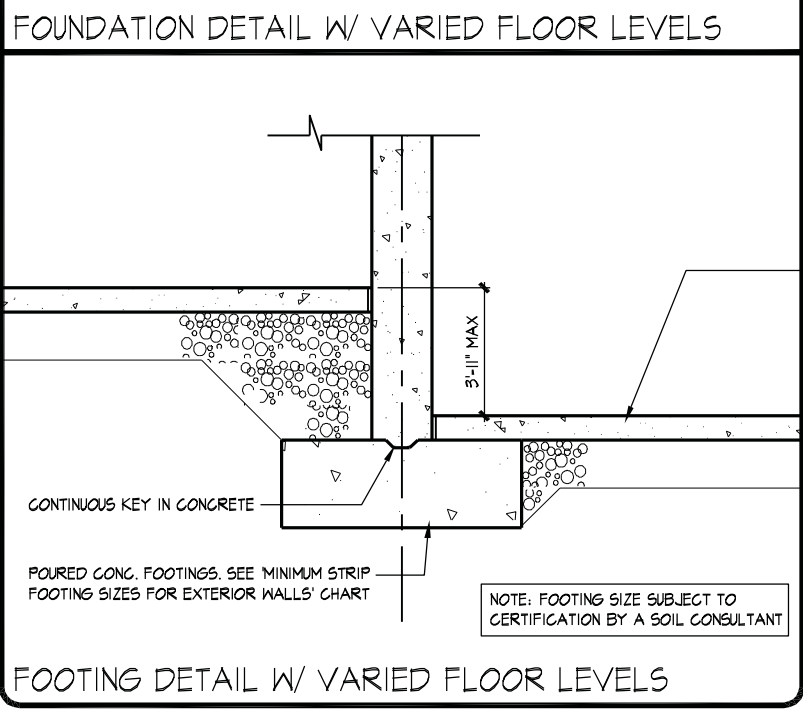 FOUNDATION DETAIL W/ VARIED FLOOR LEVELS
3'-11" MAX
CONTINUOUS KEY IN CONCRETE
POURED CONC. FOOTINGS. SEE 'MINIMUM STRIP
FOOTING SIZES FOR EXTERIOR WALLS' CHART
NOTE: FOOTING SIZE SUBJECT TO
CERTIFICATION BY A SOIL CONSULTANT
FOOTING DETAIL W/ VARIED FLOOR LEVELS